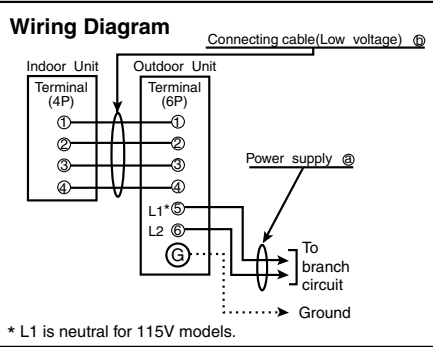 Wiring Diagram
Connecting cable(Low voltage) ⓑ
Indoor Unit
Outdoor Unit
Terminal
(4P)
Terminal
(6P)
① ①
② ②
③ ③
④ ④
L1*⑤
L2 ⑥
Ⓖ
Power supply ⓐ
To
branch
circuit
Ground
* L1 is neutral for 115V models.